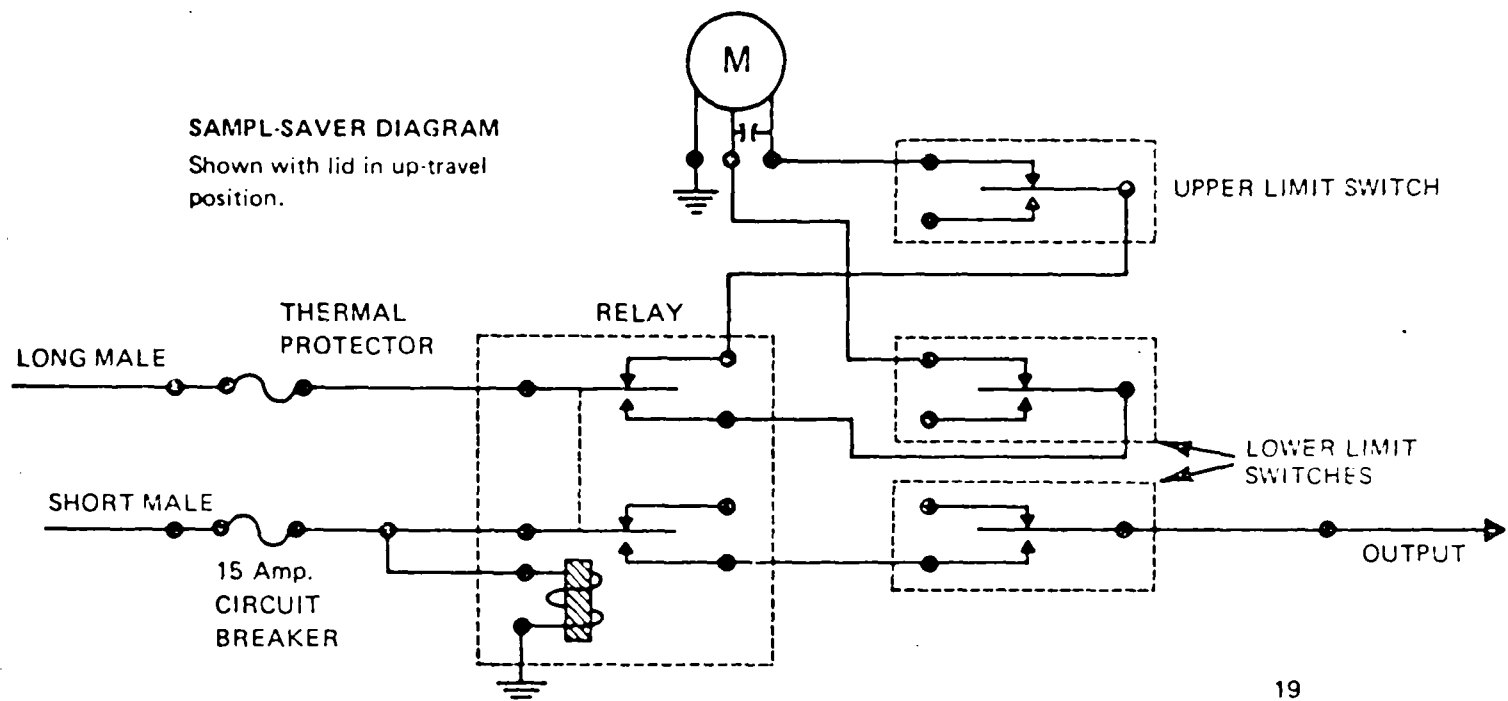 M
SAMPL-SAVER DIAGRAM
Shown with lid in up-travel
position.
UPPER LIMIT SWITCH
THERMAL
PROTECTOR
RELAY
LONG MALE
LOWER LIMIT
SWITCHES
SHORT MALE
15 Amp.
CIRCUIT
BREAKER
OUTPUT
19